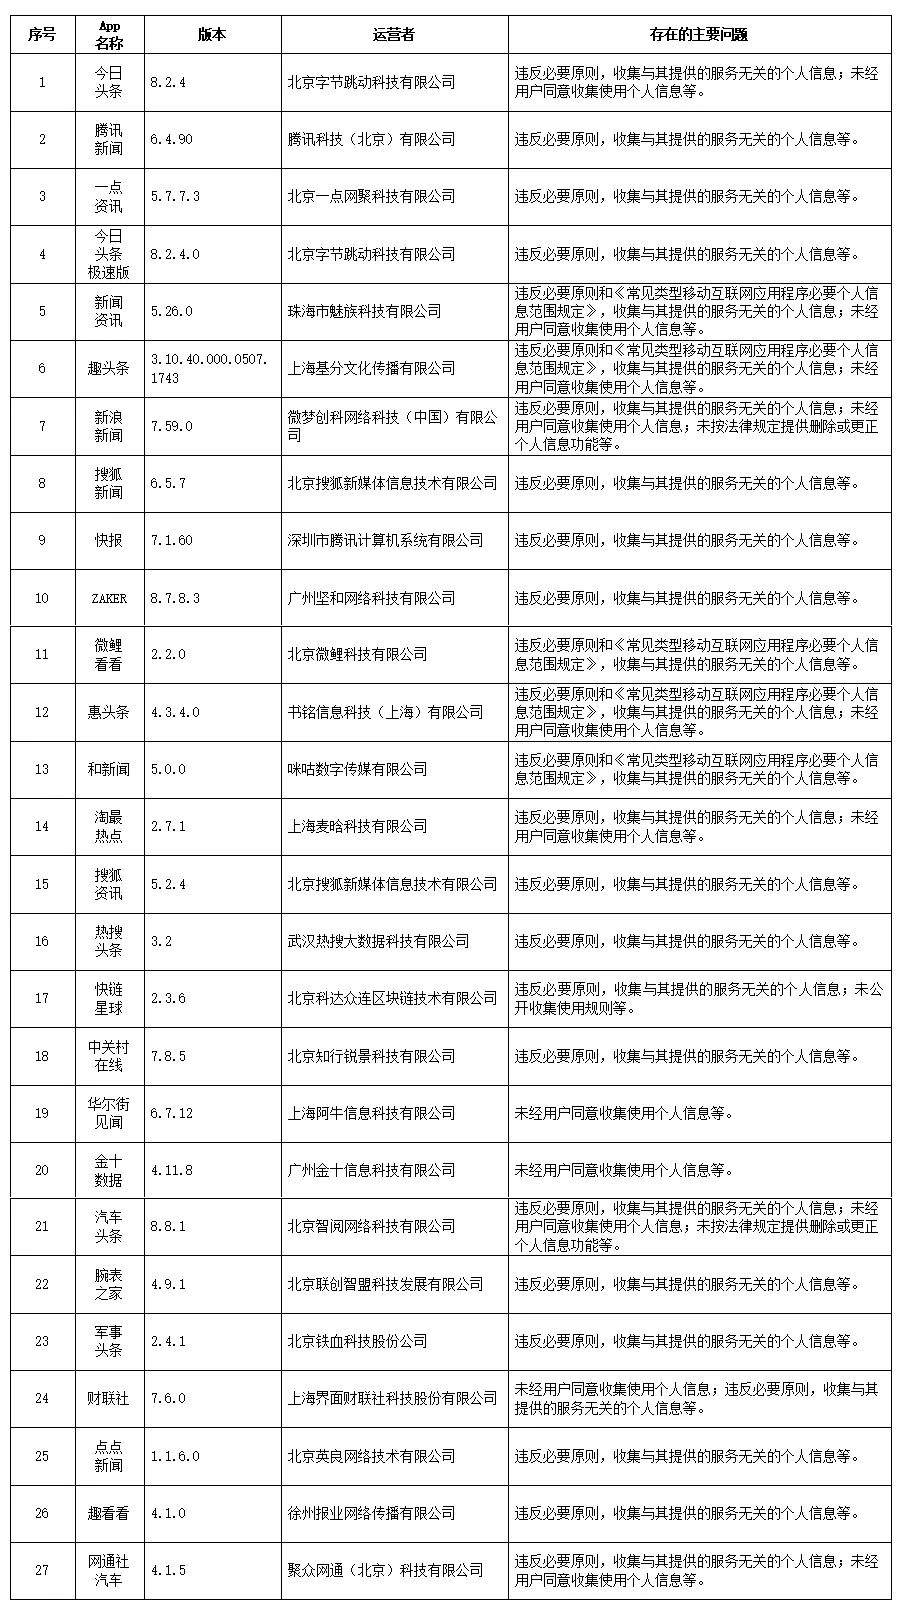 序号
App
名称
版本
运营者
存在的主要问题
1
今日
头条
8.2.4
北京字节跳动科技有限公司
违反必要原则，收集与其提供的服务无关的个人信息；未经
用户同意收集使用个人信息等。
2
腾讯
新闻
6.4.90
腾讯科技（北京）有限公司
违反必要原则，收集与其提供的服务无关的个人信息等。
3
一点
资讯
5.7.7.3
北京一点网聚科技有限公司
违反必要原则，收集与其提供的服务无关的个人信息等。
4
今日
头条
极速版
8.2.4.0
北京字节跳动科技有限公司
违反必要原则，收集与其提供的服务无关的个人信息等。
5
新闻
资讯
5.26.0
珠海市魅族科技有限公司
违反必要原则和《常见类型移动互联网应用程序必要个人信
息范围规定》，收集与其提供的服务无关的个人信息；未经
用户同意收集使用个人信息等。
6
趣头条
3.10.40.000.0507.
1743
上海基分文化传播有限公司
违反必要原则和《常见类型移动互联网应用程序必要个人信
息范围规定》，收集与其提供的服务无关的个人信息；未经
用户同意收集使用个人信息等。
7
新浪
新闻
7.59.0
微梦创科网络科技（中国）有限公
司
违反必要原则，收集与其提供的服务无关的个人信息；未经
用户同意收集使用个人信息；未按法律规定提供删除或更正
个人信息功能等。
8
搜狐
新闻
6.5.7
北京搜狐新媒体信息技术有限公司
违反必要原则，收集与其提供的服务无关的个人信息等。
9
快报
7.1.60
深圳市腾讯计算机系统有限公司
违反必要原则，收集与其提供的服务无关的个人信息等。
10
ZAKER
8.7.8.3
广州坚和网络科技有限公司
违反必要原则，收集与其提供的服务无关的个人信息等。
11
微鲤
看看
2.2.0
北京微鲤科技有限公司
违反必要原则和《常见类型移动互联网应用程序必要个人信
息范围规定》，收集与其提供的服务无关的个人信息等。
12
惠头条
4.3.4.0
书铭信息科技（上海）有限公司
违反必要原则和《常见类型移动互联网应用程序必要个人信
息范围规定》，收集与其提供的服务无关的个人信息；未经
用户同意收集使用个人信息等。
13
和新闻
5.0.0
咪咕数字传媒有限公司
违反必要原则和《常见类型移动互联网应用程序必要个人信
息范围规定》，收集与其提供的服务无关的个人信息等。
14
淘最
热点
2.7.1
上海麦晗科技有限公司
违反必要原则，收集与其提供的服务无关的个人信息；未经
用户同意收集使用个人信息等。
15
搜狐
资讯
5.2.4
北京搜狐新媒体信息技术有限公司
违反必要原则，收集与其提供的服务无关的个人信息等。
16
热搜
头条
3.2
武汉热搜大数据科技有限公司
违反必要原则，收集与其提供的服务无关的个人信息等。
17
快链
星球
2.3.6
北京科达众连区块链技术有限公司
违反必要原则，收集与其提供的服务无关的个人信息；未公
开收集使用规则等。
18
中关村
在线
7.8.5
北京知行锐景科技有限公司
违反必要原则，收集与其提供的服务无关的个人信息等。
19
华尔街
见闻
6.7.12
上海阿牛信息科技有限公司
未经用户同意收集使用个人信息等。
20
金十
数据
4.11.8
广州金十信息科技有限公司
未经用户同意收集使用个人信息等。
21
汽车
头条
8.8.1
北京智阅网络科技有限公司
违反必要原则，收集与其提供的服务无关的个人信息；未经
用户同意收集使用个人信息；未按法律规定提供删除或更正
个人信息功能等。
22
腕表
之家
4.9.1
北京联创智盟科技发展有限公司
违反必要原则，收集与其提供的服务无关的个人信息等。
23
军事
头条
2.4.1
北京铁血科技股份公司
违反必要原则，收集与其提供的服务无关的个人信息等。
24
财联社
7.6.0
上海界面财联社科技股份有限公司
未经用户同意收集使用个人信息；违反必要原则，收集与其
提供的服务无关的个人信息等。
25
点点
新闻
1.1.6.0
北京英良网络技术有限公司
违反必要原则，收集与其提供的服务无关的个人信息等。
26
趣看看
4.1.0
徐州报业网络传播有限公司
违反必要原则，收集与其提供的服务无关的个人信息等。
27
网通社
汽车
4.1.5
聚众网通（北京）科技有限公司
违反必要原则，收集与其提供的服务无关的个人信息；未经
用户同意收集使用个人信息等。